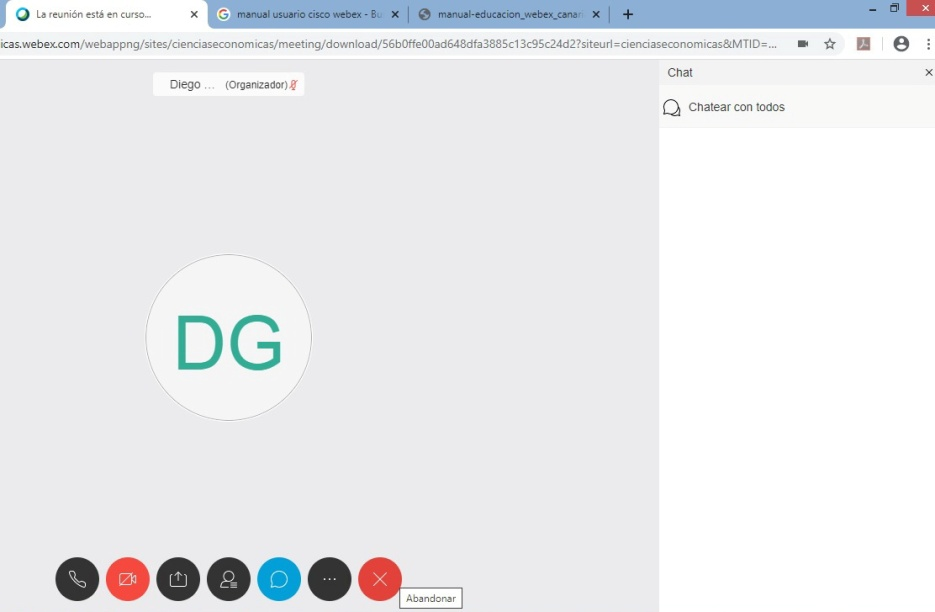 La reunión está en curso...
manual usuario cisco webex - Bu
manual-educacion_webex_canar
icas.webex.com/webappng/sites/cienciaseconomicas/meeting/download/56b0ffe00ad648dfa3885c13c95c24d2?siteurl=cienciaseconomicas&MTID=...
Diego ... (Organizador)
Chat
Chatear con todos
DG
Abandonar